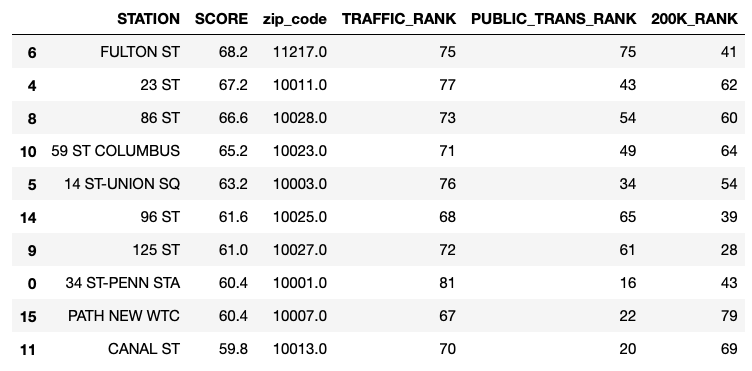 STATION SCORE zip_code TRAFFIC_RANK PUBLIC_TRANS_RANK 200K_RANK
6 FULTON ST 68.2 11217.0 75 75 41
4 23 ST 67.2 10011.0 77 43 62
8 86 ST 66.6 10028.0 73 54 60
10 59 ST COLUMBUS 65.2 10023.0 71 49 64
5 14 ST-UNION SQ 63.2 10003.0 76 34 54
14 96 ST 61.6 10025.0 68 65 39
9 125 ST 61.0 10027.0 72 61 28
0 34 ST-PENN STA 60.4 10001.0 81 16 43
15 PATH NEW WTC 60.4 10007.0 67 22 79
11 CANAL ST 59.8 10013.0 70 20 69